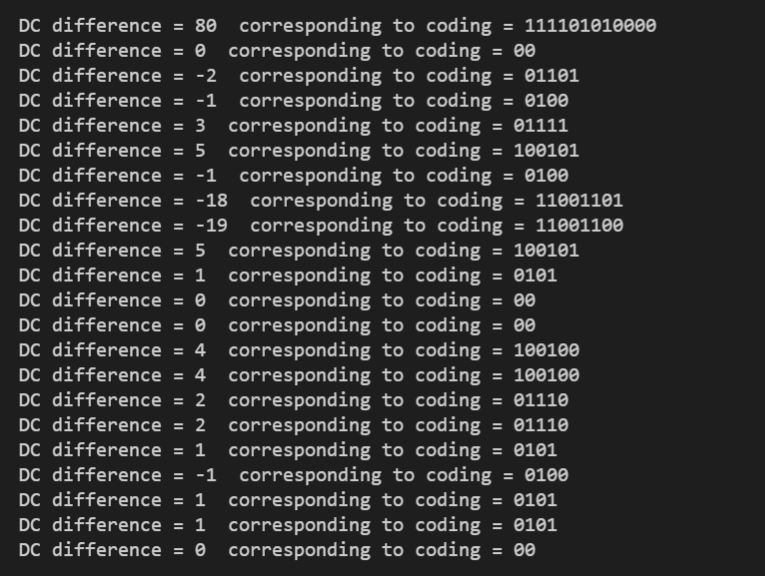 DC difference = 80  corresponding to coding = 111101010000
DC difference = 0  corresponding to coding = 00
DC difference = -2  corresponding to coding = 01101
DC difference = -1  corresponding to coding = 0100
DC difference = 3  corresponding to coding = 01111
DC difference = 5  corresponding to coding = 100101
DC difference = -1  corresponding to coding = 0100
DC difference = -18  corresponding to coding = 11001101
DC difference = -19  corresponding to coding = 11001100
DC difference = 5  corresponding to coding = 100101
DC difference = 1  corresponding to coding = 0101
DC difference = 0  corresponding to coding = 00
DC difference = 0  corresponding to coding = 00
DC difference = 4  corresponding to coding = 100100
DC difference = 4  corresponding to coding = 100100
DC difference = 2  corresponding to coding = 01110
DC difference = 2  corresponding to coding = 01110
DC difference = 1  corresponding to coding = 0101
DC difference = -1  corresponding to coding = 0100
DC difference = 1  corresponding to coding = 0101
DC difference = 1  corresponding to coding = 0101
DC difference = 0  corresponding to coding = 00